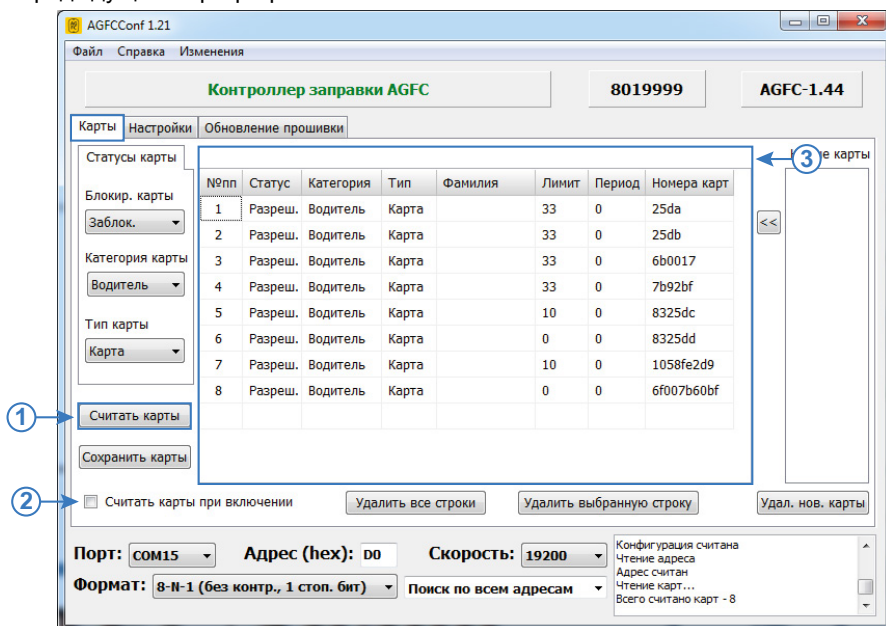 AGFCConf 1.21
Файл Справка Изменения
Контроллер заправки AGFC 8019999 AGFC-1.44
Карты Настройки Обновление прошивки
Статусы карты
3
карты
№пп Статус Категория Тип Фамилия Лимит Период Номера карт
Блокир. карты
Заблок.
<<
Категория карты
Водитель
Тип карты
Карта
1 Разреш. Водитель Карта 33 0 25da
2 Разреш. Водитель Карта 33 0 25db
3 Разреш. Водитель Карта 33 0 6b0017
4 Разреш. Водитель Карта 33 0 7b92bf
5 Разреш. Водитель Карта 10 0 8325dc
6 Разреш. Водитель Карта 0 0 8325dd
7 Разреш. Водитель Карта 10 0 1058fe2d9
8 Разреш. Водитель Карта 0 0 6f007b60bf
1
Считать карты
Сохранить карты
2
Считать карты при включении Удалить все строки Удалить выбранную строку Удал. нов. карты
Порт: COM15 Адрес (hex): D0 Скорость: 19200
Формат: 8-N-1 (без контр., 1 стоп. бит) Поиск по всем адресам
Конфигурация считана
Чтение адреса
Адрес считан
Чтение карт...
Всего считано карт - 8